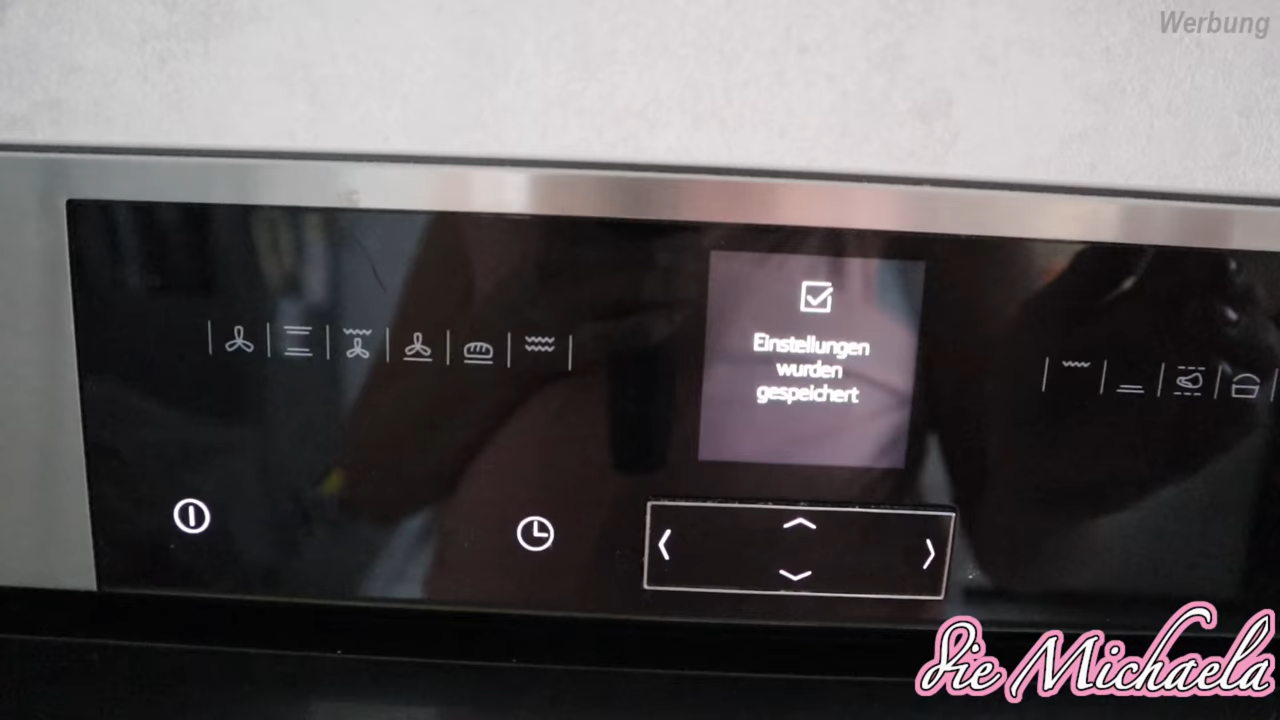 Werbung
Einstellungen
wurden
gespeichert
Die Michaela